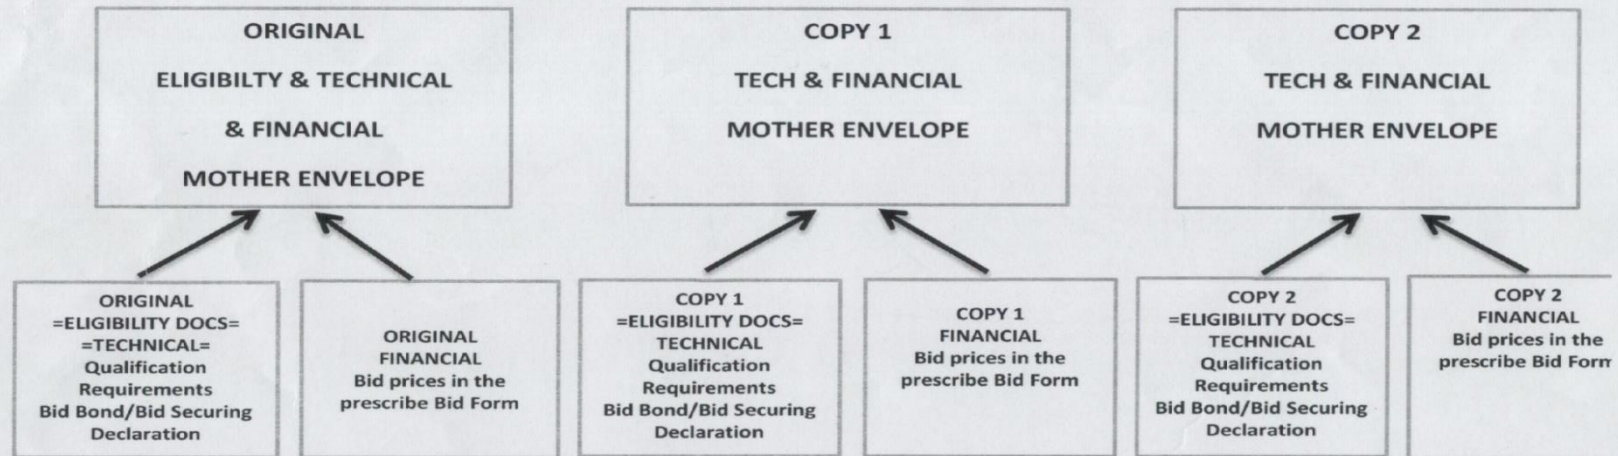 ORIGINAL
ELIGIBILTY & TECHNICAL
& FINANCIAL
MOTHER ENVELOPE
COPY 1
TECH & FINANCIAL
MOTHER ENVELOPE
COPY 2
TECH & FINANCIAL
MOTHER ENVELOPE
ORIGINAL
=ELIGIBILITY DOCS=
=TECHNICAL=
Qualification
Requirements
Bid Bond/Bid Securing
Declaration
ORIGINAL
FINANCIAL
Bid prices in the
prescribe Bid Form
COPY 1
=ELIGIBILITY DOCS=
TECHNICAL
Qualification
Requirements
Bid Bond/Bid Securing
Declaration
COPY 1
FINANCIAL
Bid prices in the
prescribe Bid Form
COPY 2
=ELIGIBILITY DOCS=
TECHNICAL
Qualification
Requirements
Bid Bond/Bid Securing
Declaration
COPY 2
FINANCIAL
Bid prices in the
prescribe Bid Form